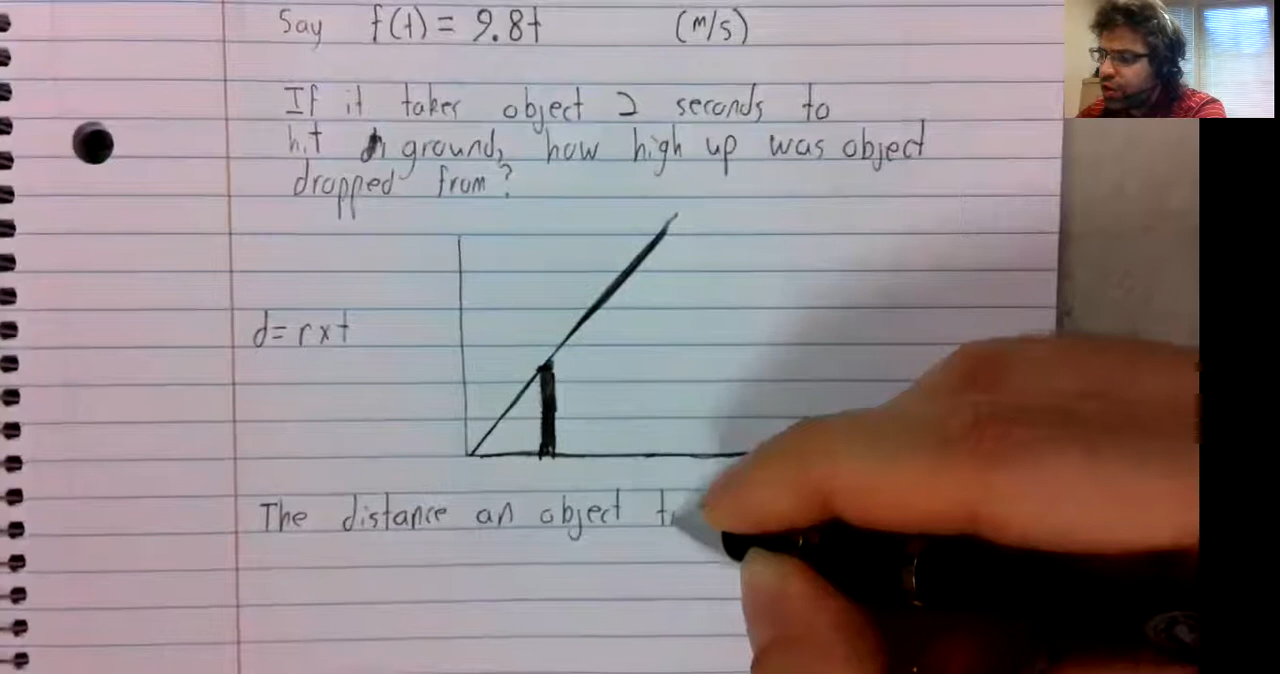 Say f(t) = 9.8t (m/s)
If it takes object 2 seconds to
hit ground, how high up was object
dropped from?
d = r x t
The distance an object